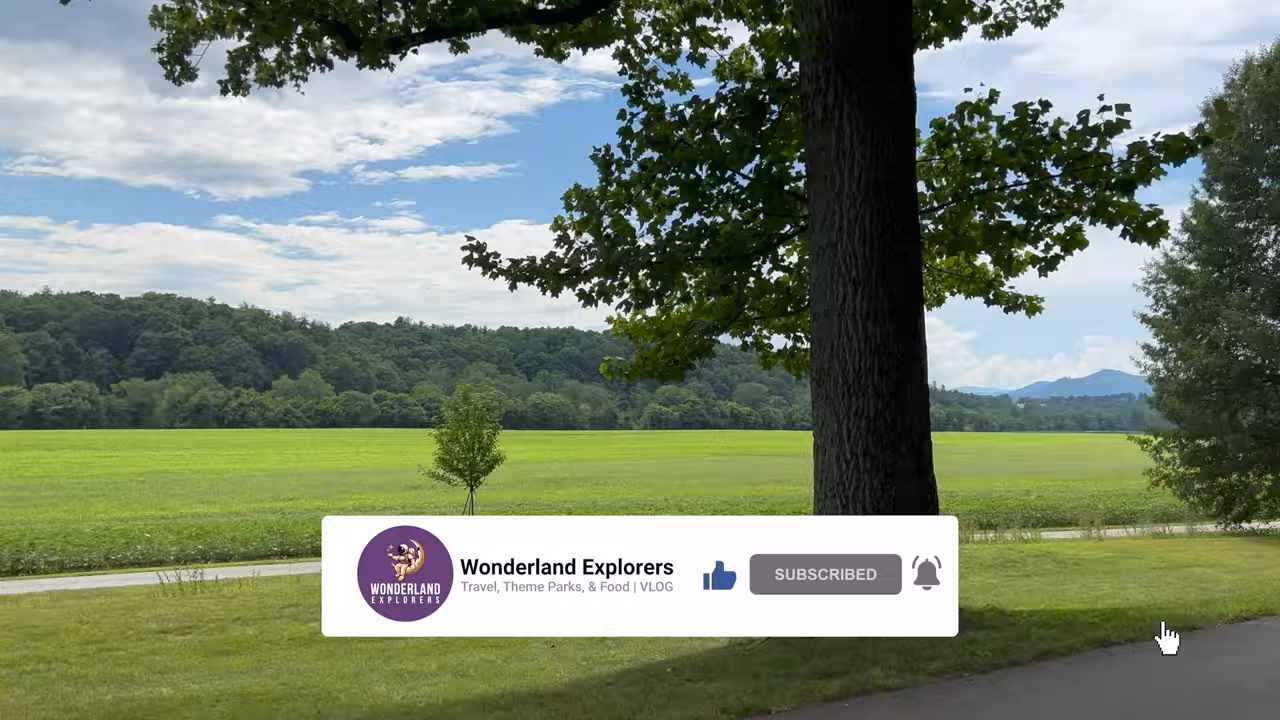 WONDERLAND
EXPLORERS
Wonderland Explorers
Travel, Theme Parks, & Food | VLOG
SUBSCRIBED